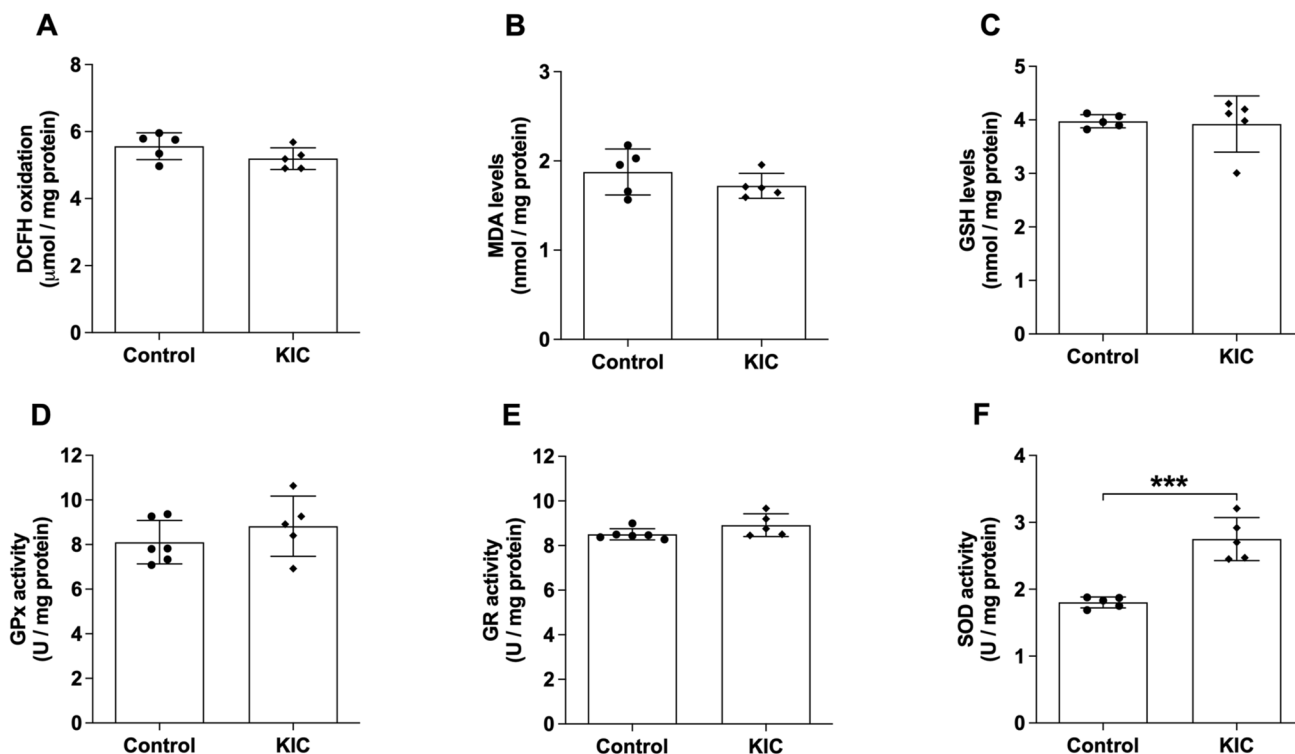 A
DCFH oxidation
(μmol / mg protein)
8
6
4
2
0
Control
KIC
B
MDA levels
(nmol / mg protein)
3
2
1
0
Control
KIC
C
GSH levels
(nmol / mg protein)
5
4
3
2
1
0
Control
KIC
D
GPx activity
(U / mg protein)
12
10
8
6
4
2
0
Control
KIC
E
GR activity
(U / mg protein)
12
10
8
6
4
2
0
Control
KIC
F
SOD activity
(U / mg protein)
4
3
2
1
0
***
Control
KIC